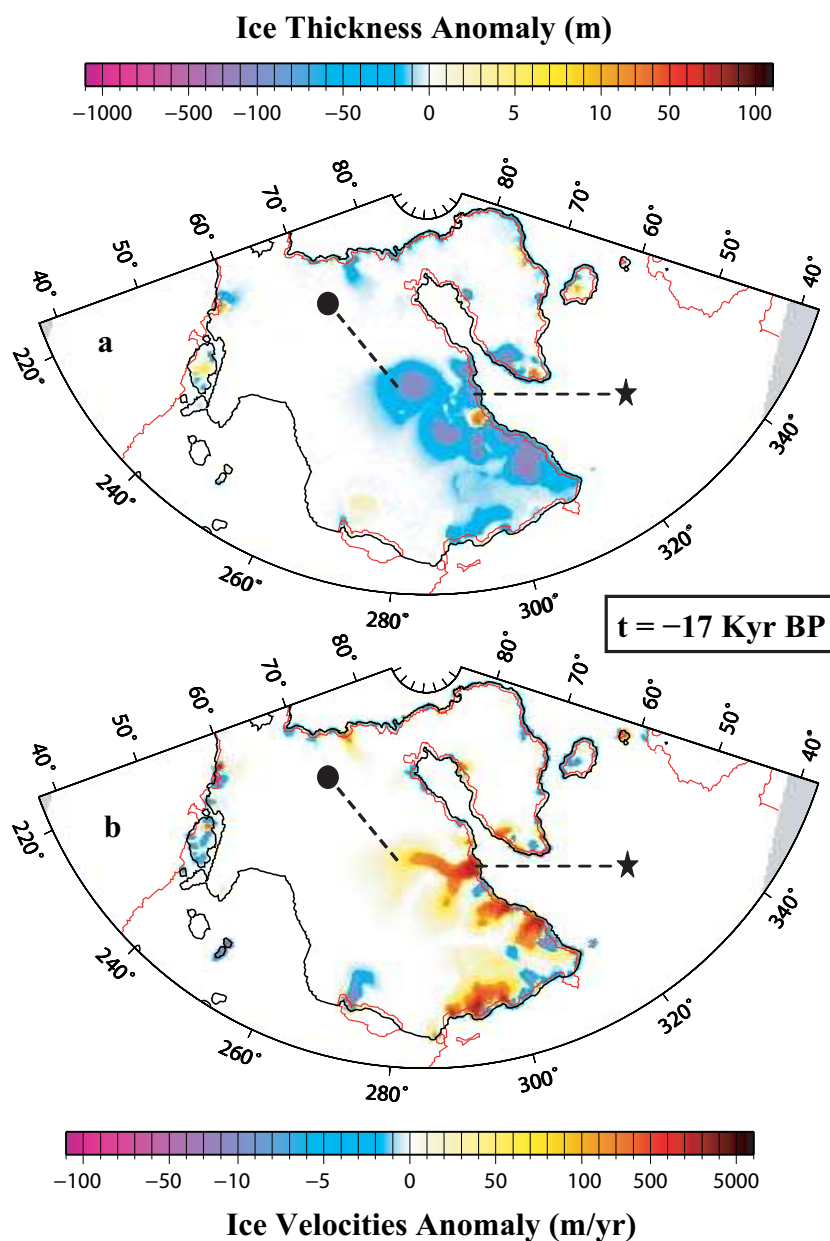 Ice Thickness Anomaly (m)
−1000 −500 −100 −50 0 5 10 50 100
40° 50° 60° 70° 80° 80° 70° 60° 50° 40°
a
220° 240° 260° 280° 300° 320° 340°
t = −17 Kyr BP
40° 50° 60° 70° 80° 80° 70° 60° 50° 40°
b
220° 240° 260° 280° 300° 320° 340°
−100 −50 −10 −5 0 50 100 500 5000
Ice Velocities Anomaly (m/yr)